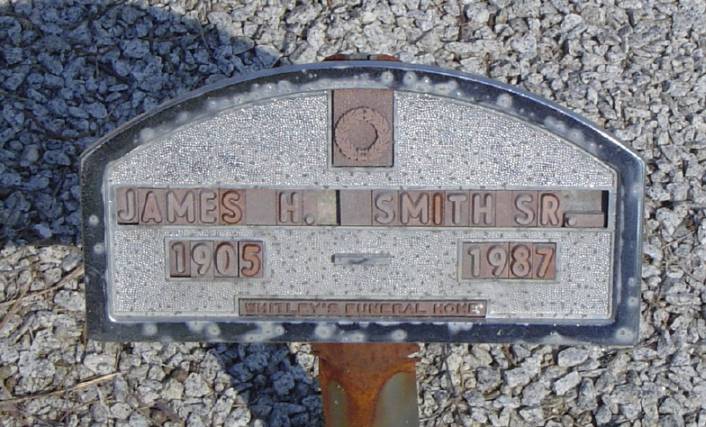 JAMES H. SMITH SR.
1905 - 1987
WHITLEY'S FUNERAL HOME